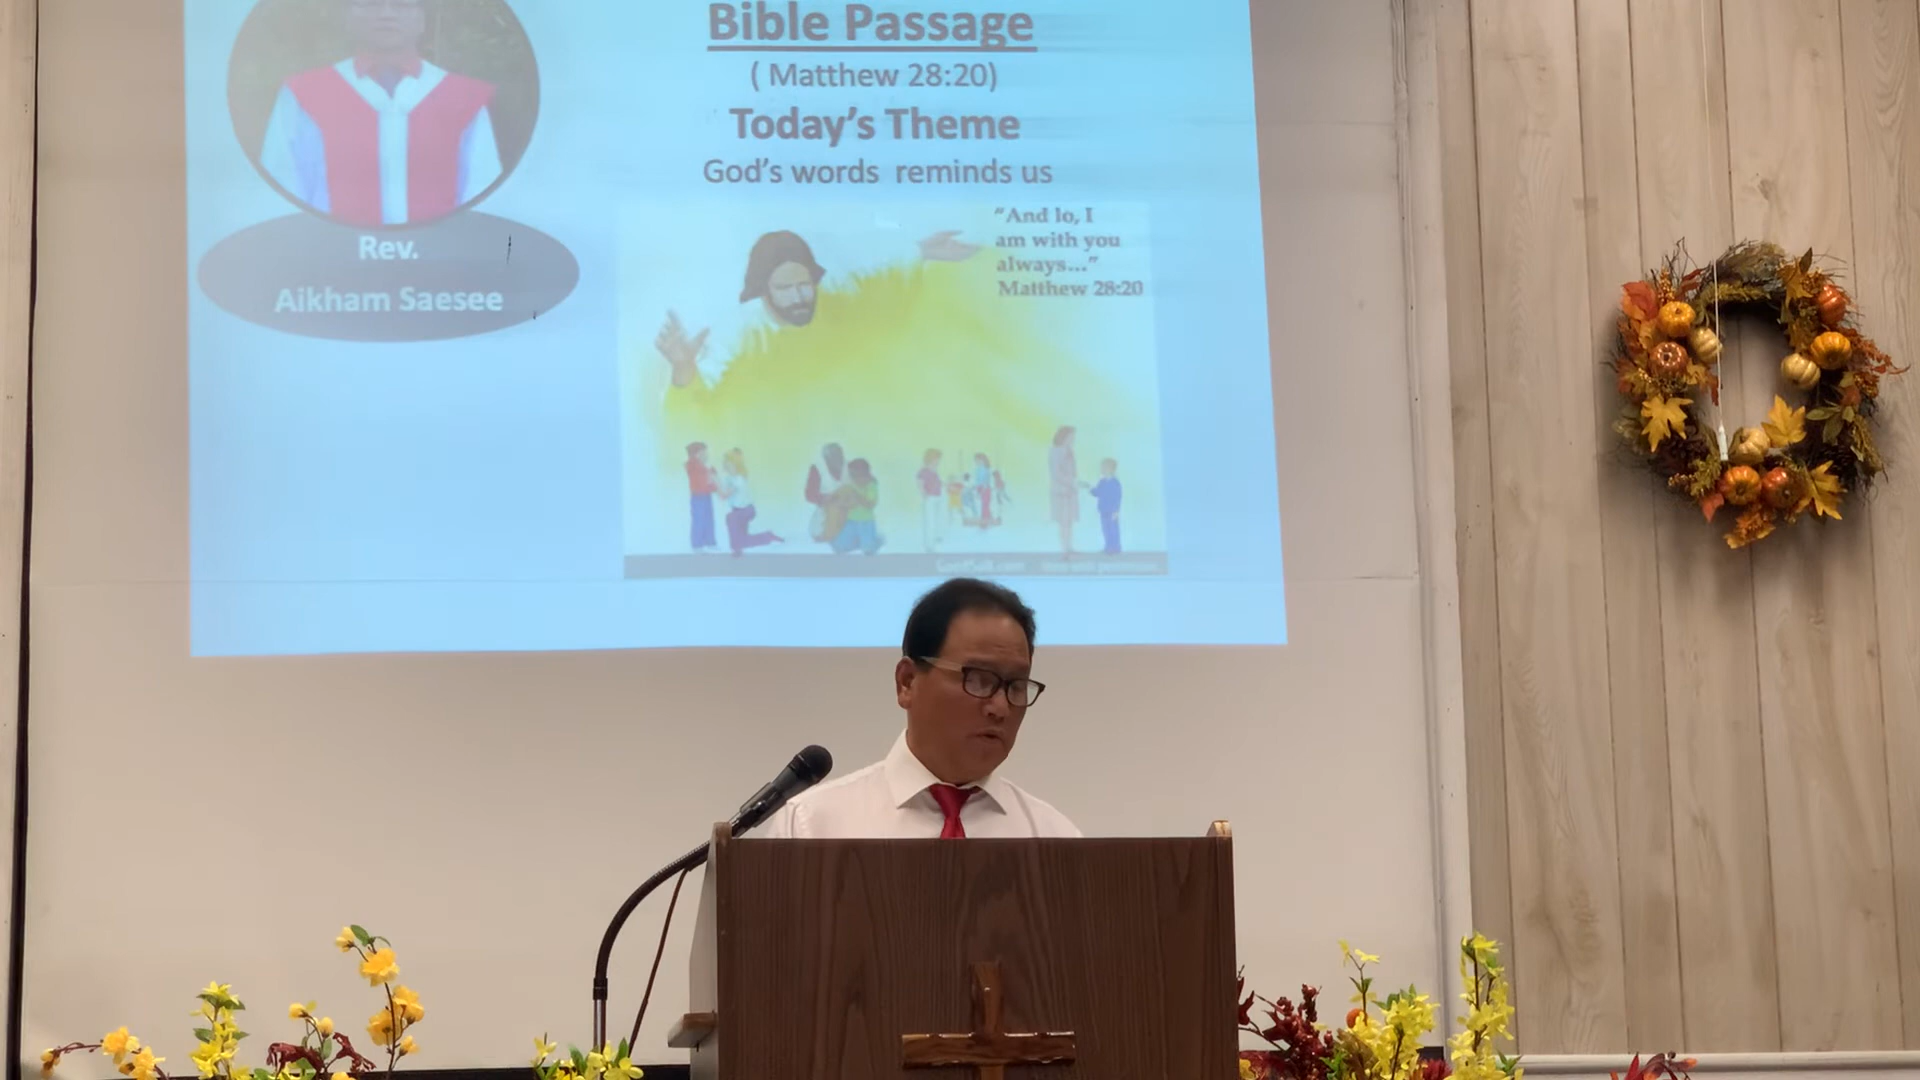 Bible Passage
( Matthew 28:20)
Today's Theme
God's words reminds us
"And lo, I
am with you
always..."
Matthew 28:20
Rev.
Aikham Saesee